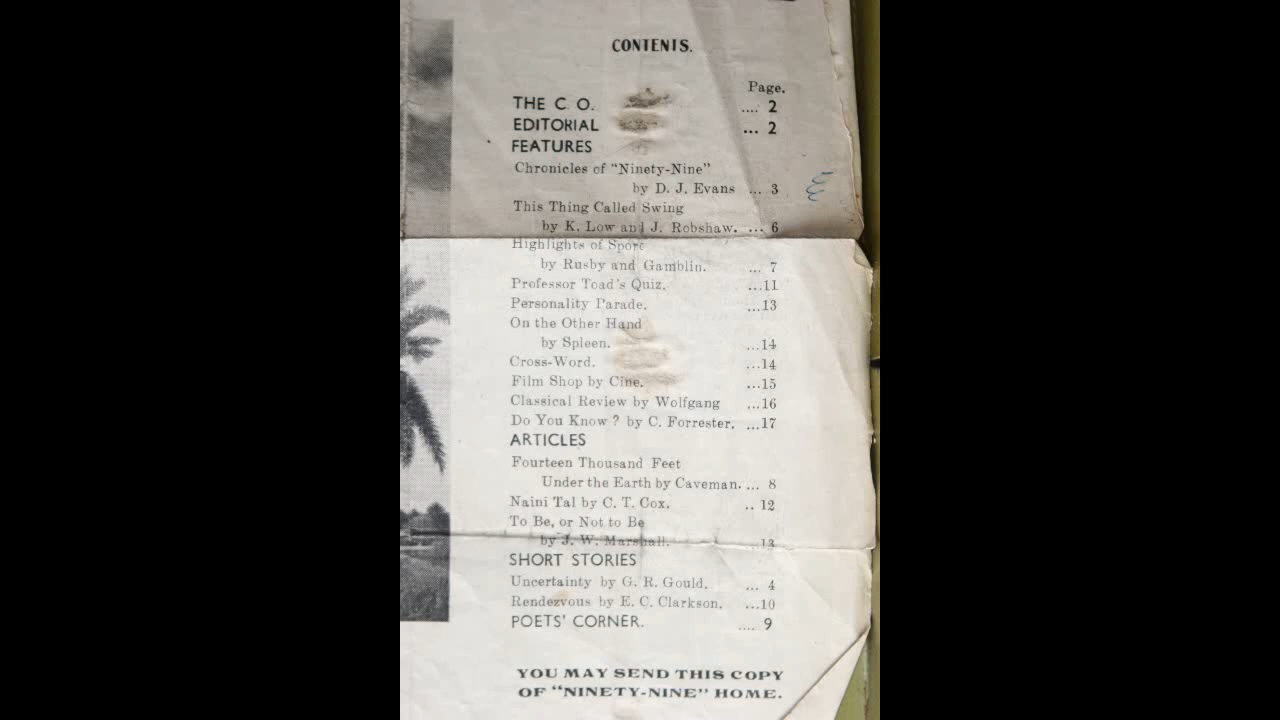 CONTENTS.
Page.
THE C. O. .... 2
EDITORIAL ... 2
FEATURES
Chronicles of "Ninety-Nine"
by D. J. Evans ... 3
This Thing Called Swing
by K. Low and J. Robshaw. ... 6
Highlights of Sport
by Rusby and Gamblin. ... 7
Professor Toad's Quiz. ...11
Personality Parade. ...13
On the Other Hand
by Spleen. ...14
Cross-Word. ...14
Film Shop by Cine. ...15
Classical Review by Wolfgang ...16
Do You Know ? by C. Forrester. ...17
ARTICLES
Fourteen Thousand Feet
Under the Earth by Caveman. ... 8
Naini Tal by C. T. Cox. .. 12
To Be, or Not to Be
by J. W. Marshall. ...13
SHORT STORIES
Uncertainty by G. R. Gould. ... 4
Rendezvous by E. C. Clarkson. ...10
POETS' CORNER. .... 9
YOU MAY SEND THIS COPY
OF "NINETY-NINE" HOME.